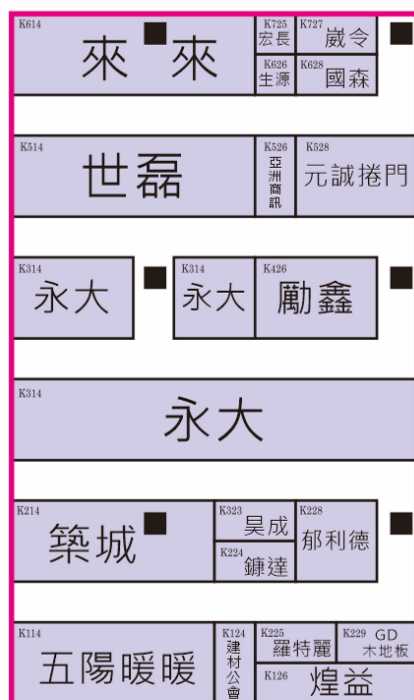 K614
來 來
K725
宏長
K727
崴令
K626
生源
K628
國森
K514
世磊
K526
亞洲商訊
K528
元誠捲門
K314
永大
K314
永大
K426
勵鑫
K314
永大
K214
築城
K323
昊成
K224
鐮達
K228
郁利德
K114
五陽暖暖
K124
建材公會
K225
羅特麗
K229
GD
木地板
K126
煌益